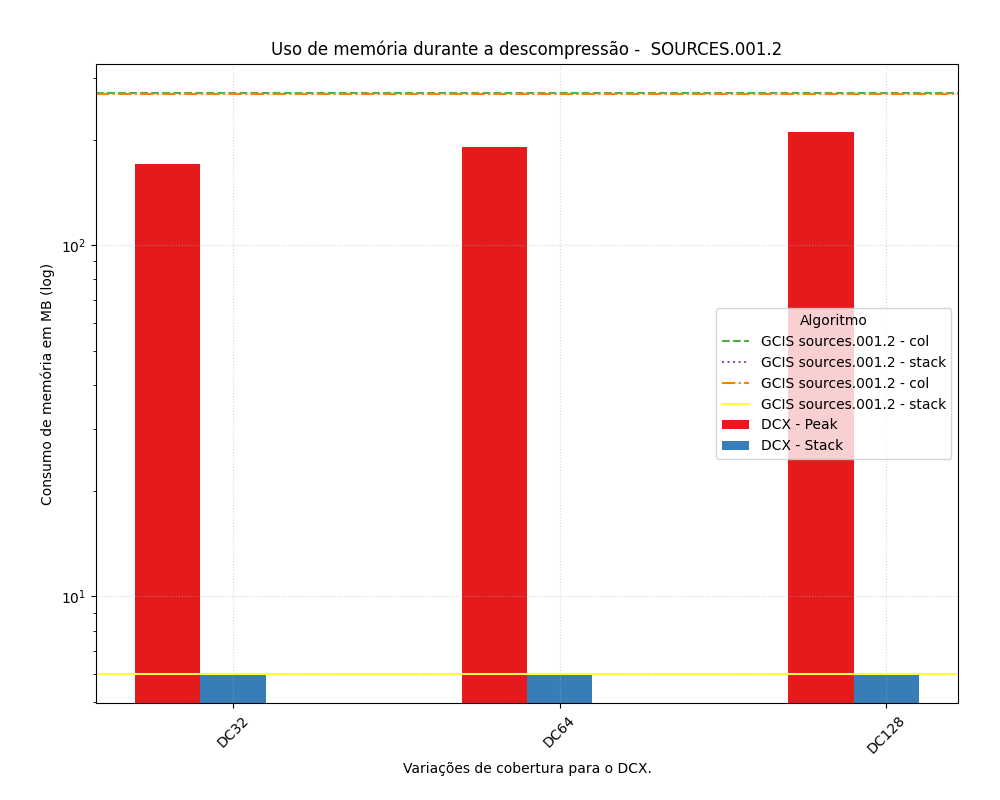 Uso de memória durante a descompressão -  SOURCES.001.2
Consumo de memória em MB (log)
10²
10¹
Algoritmo
GCIS sources.001.2 - col
GCIS sources.001.2 - stack
GCIS sources.001.2 - col
GCIS sources.001.2 - stack
DCX - Peak
DCX - Stack
DC32
DC64
DC128
Variações de cobertura para o DCX.